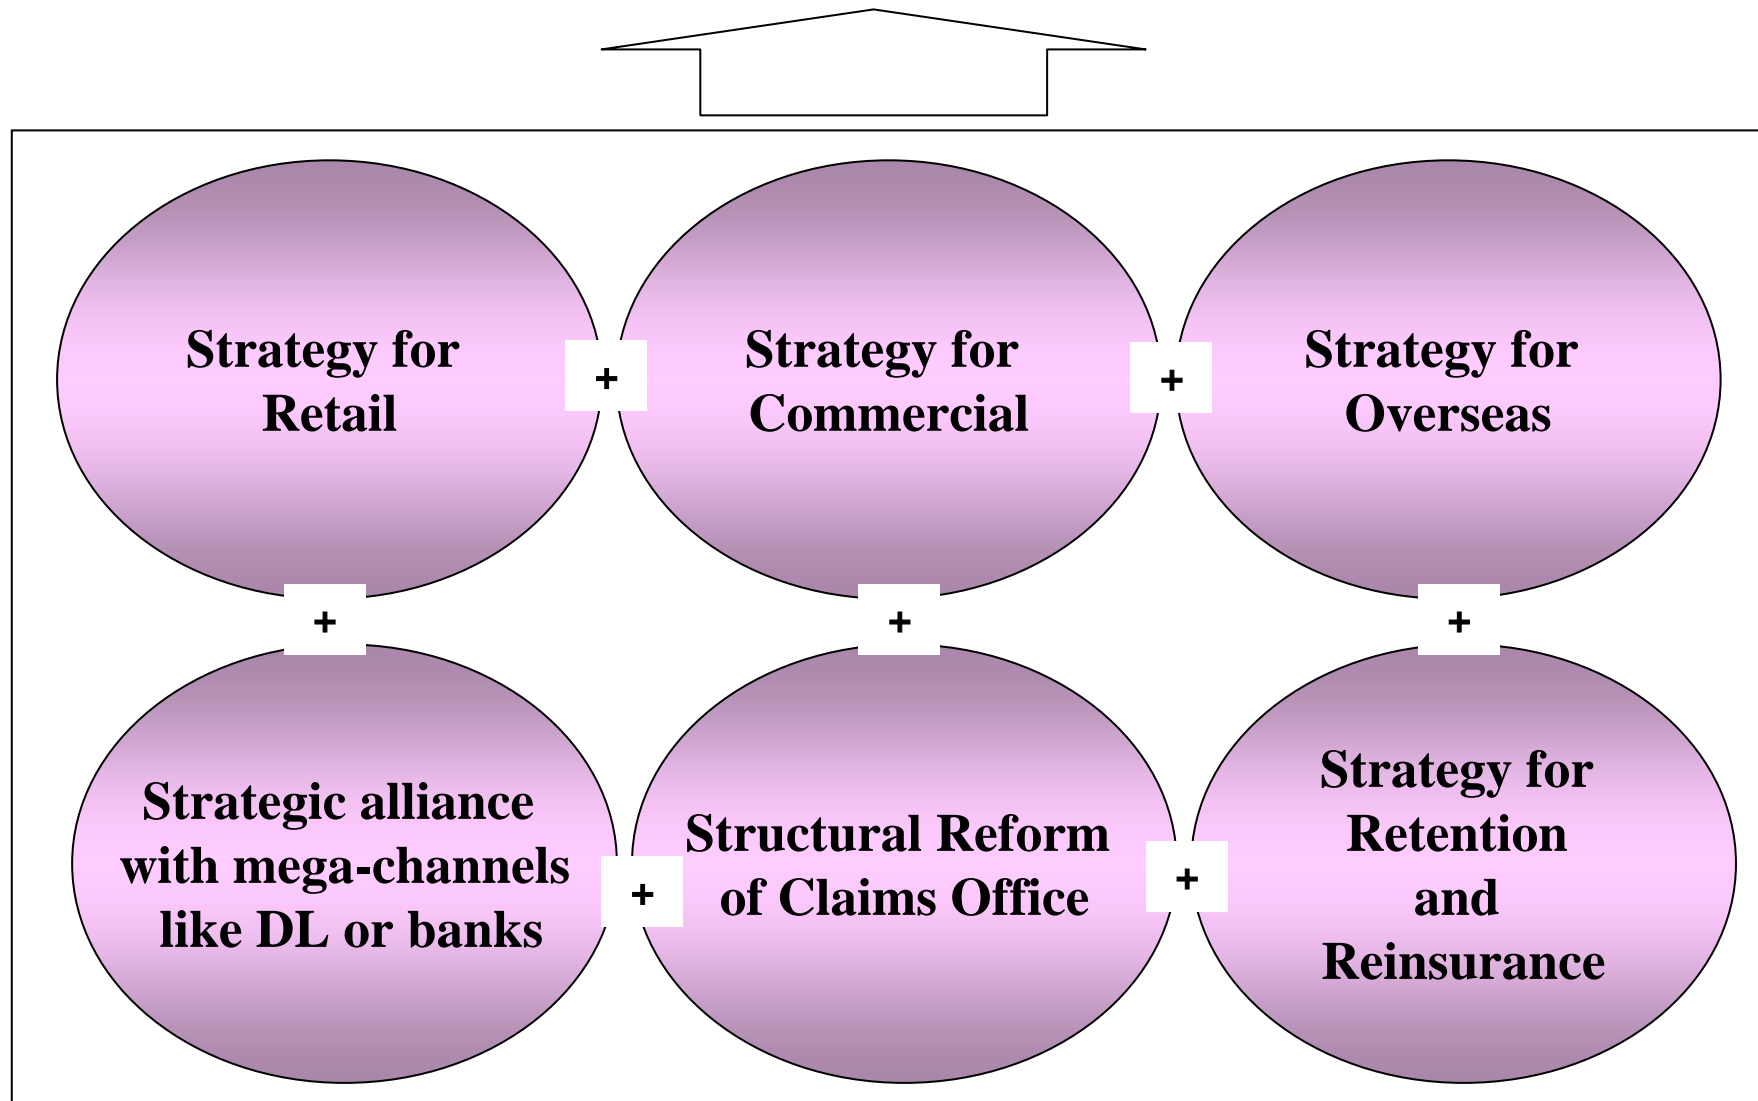 Strategy for
Retail
+
Strategy for
Commercial
+
Strategy for
Overseas
+
+
+
Strategic alliance
with mega-channels
like DL or banks
+
Structural Reform
of Claims Office
+
Strategy for
Retention
and
Reinsurance